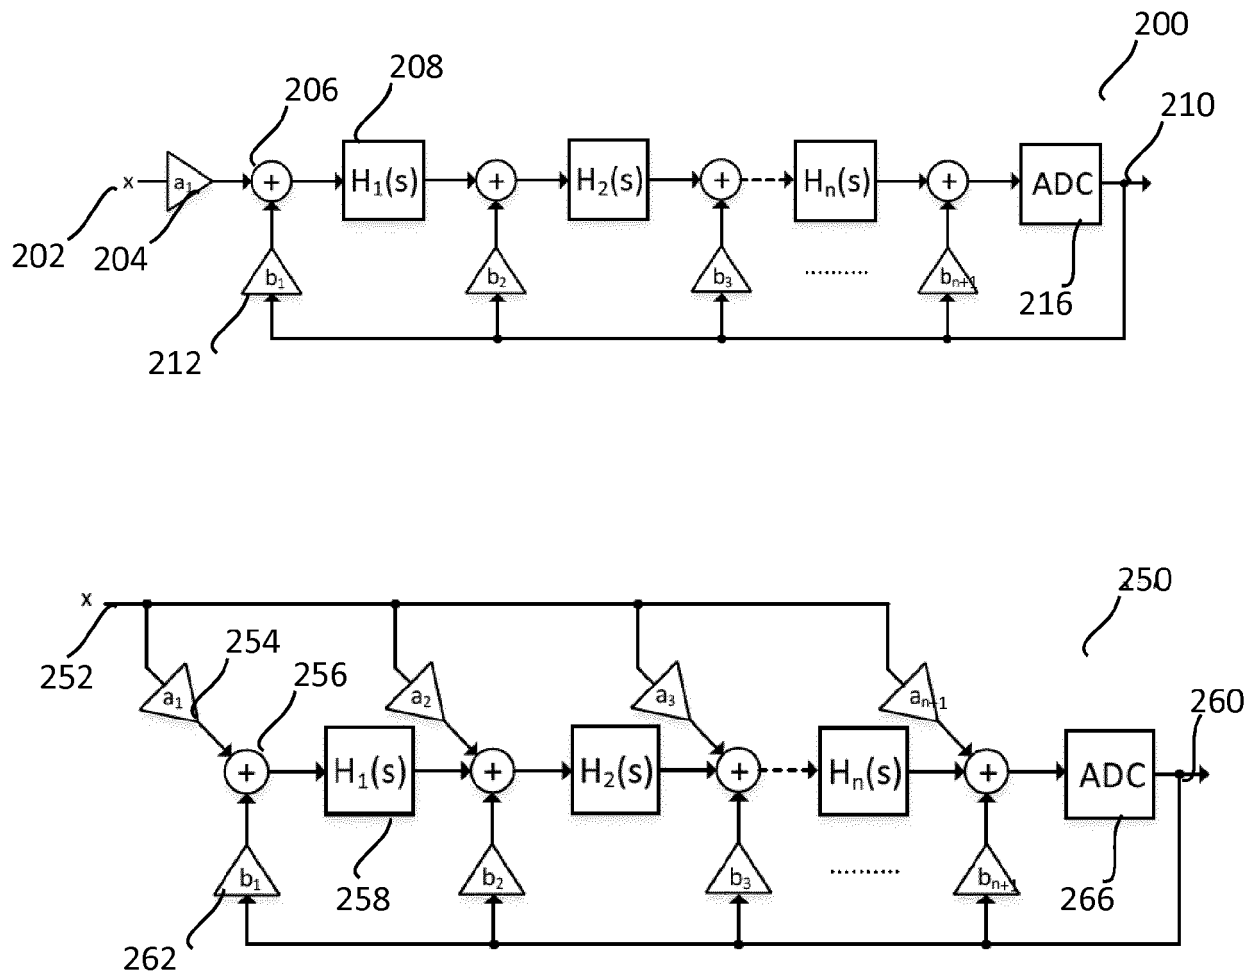 200
208
206
210
x
a₁
+
H₁(s)
+
H₂(s)
+
Hₙ(s)
+
ADC
202
204
b₁
b₂
b₃
..........
bₙ₊₁
216
212
x
250
254
252
a₁
256
a₂
a₃
aₙ₊₁
260
+
H₁(s)
+
H₂(s)
+
Hₙ(s)
+
ADC
b₁
258
b₂
b₃
..........
bₙ₊₁
266
262